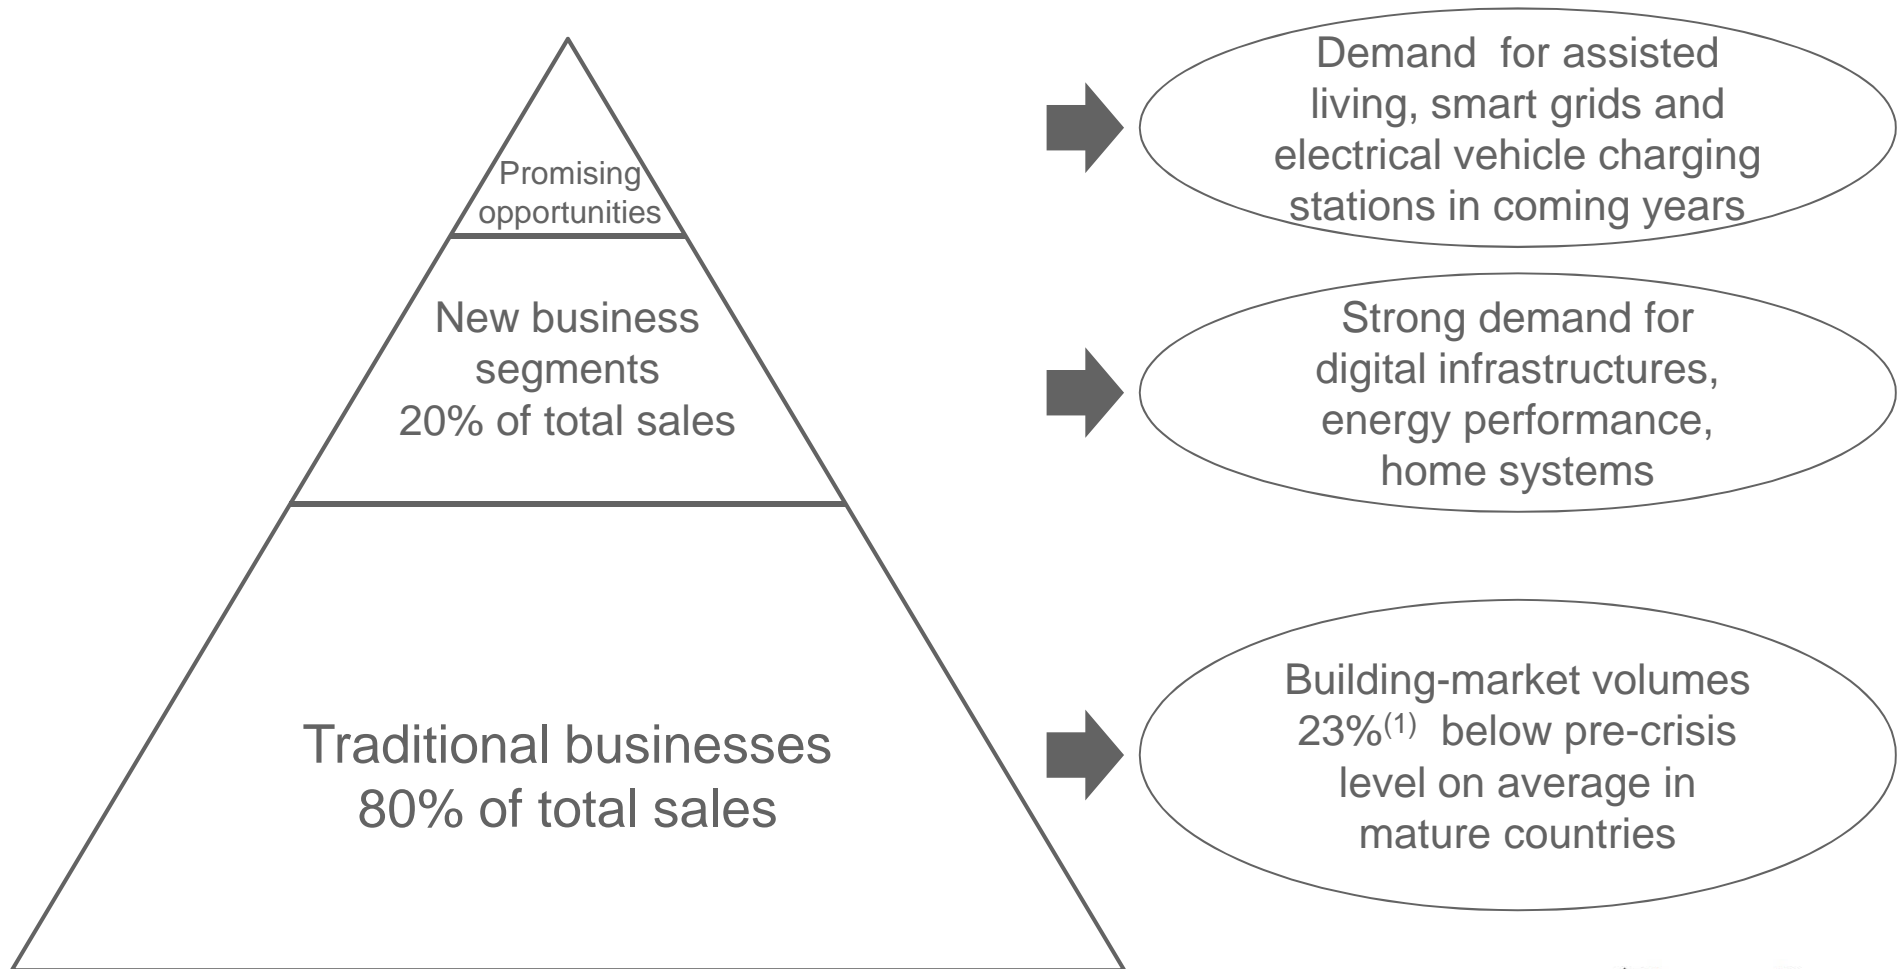 Promising
opportunities
Demand  for assisted
living, smart grids and
electrical vehicle charging
stations in coming years
New business
segments
20% of total sales
Strong demand for
digital infrastructures,
energy performance,
home systems
Traditional businesses
80% of total sales
Building-market volumes
23%(1)  below pre-crisis
level on average in
mature countries